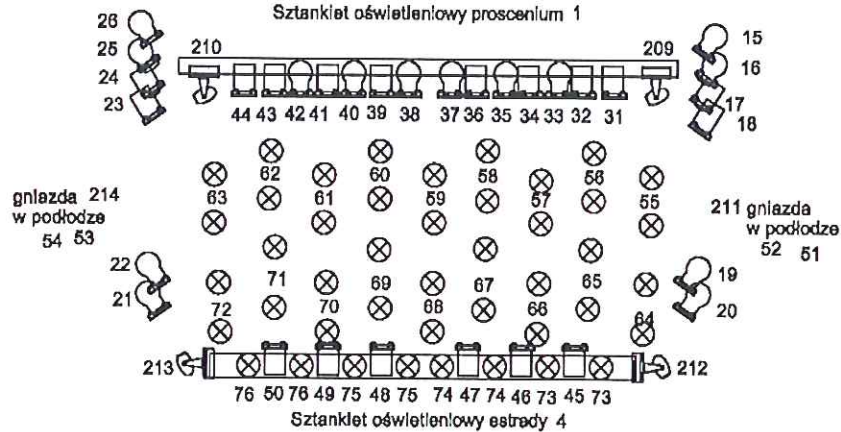 Sztankiet oświetleniowy proscenium 1
26 210 209 15
25 16
24 17
23 18
44 43 42 41 40 39 38 37 36 35 34 33 32 31
62 60 58 56
63 61 59 57 55
gniazda 214
w podłodze
54 53
211 gniazda
w podłodze
52 51
22 71 69 67 65 19
21 72 70 68 66 64 20
213 212
76 50 76 49 75 48 75 74 47 74 46 73 45 73
Sztankiet oświetleniowy estrady 4